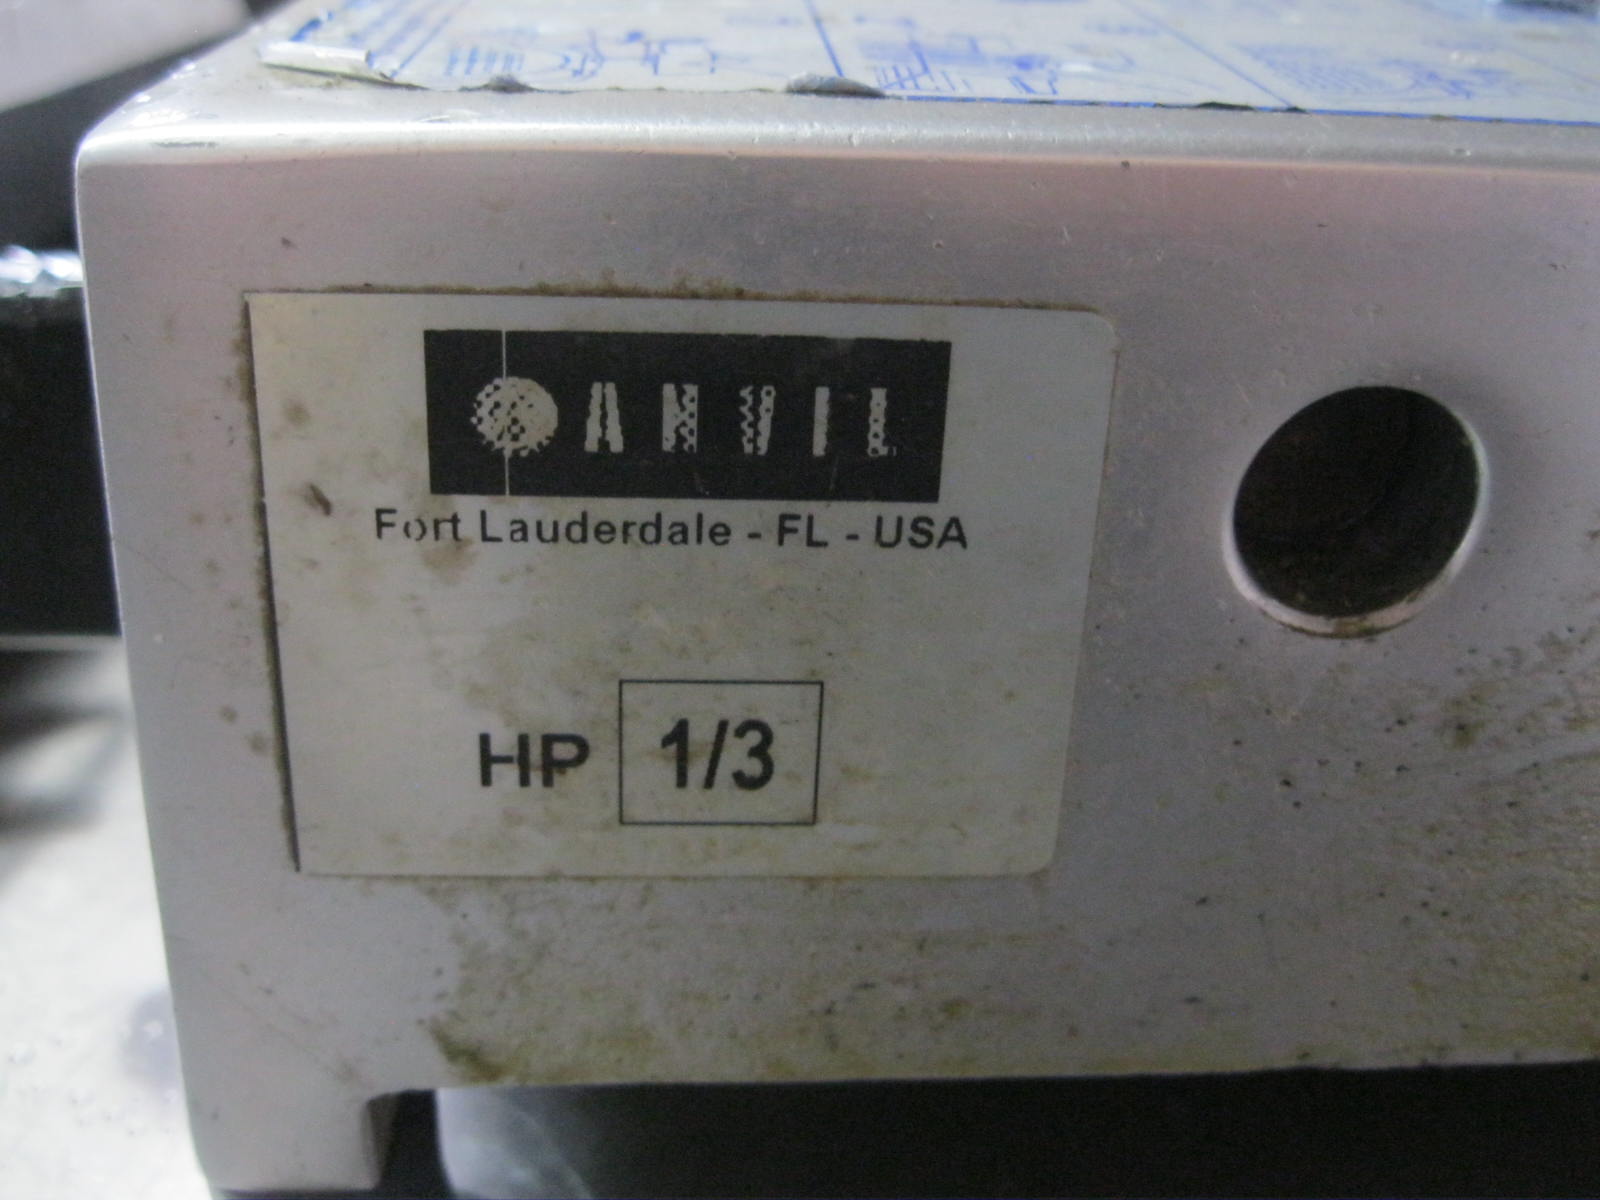 ANVIL
Fort Lauderdale - FL - USA
HP 1/3